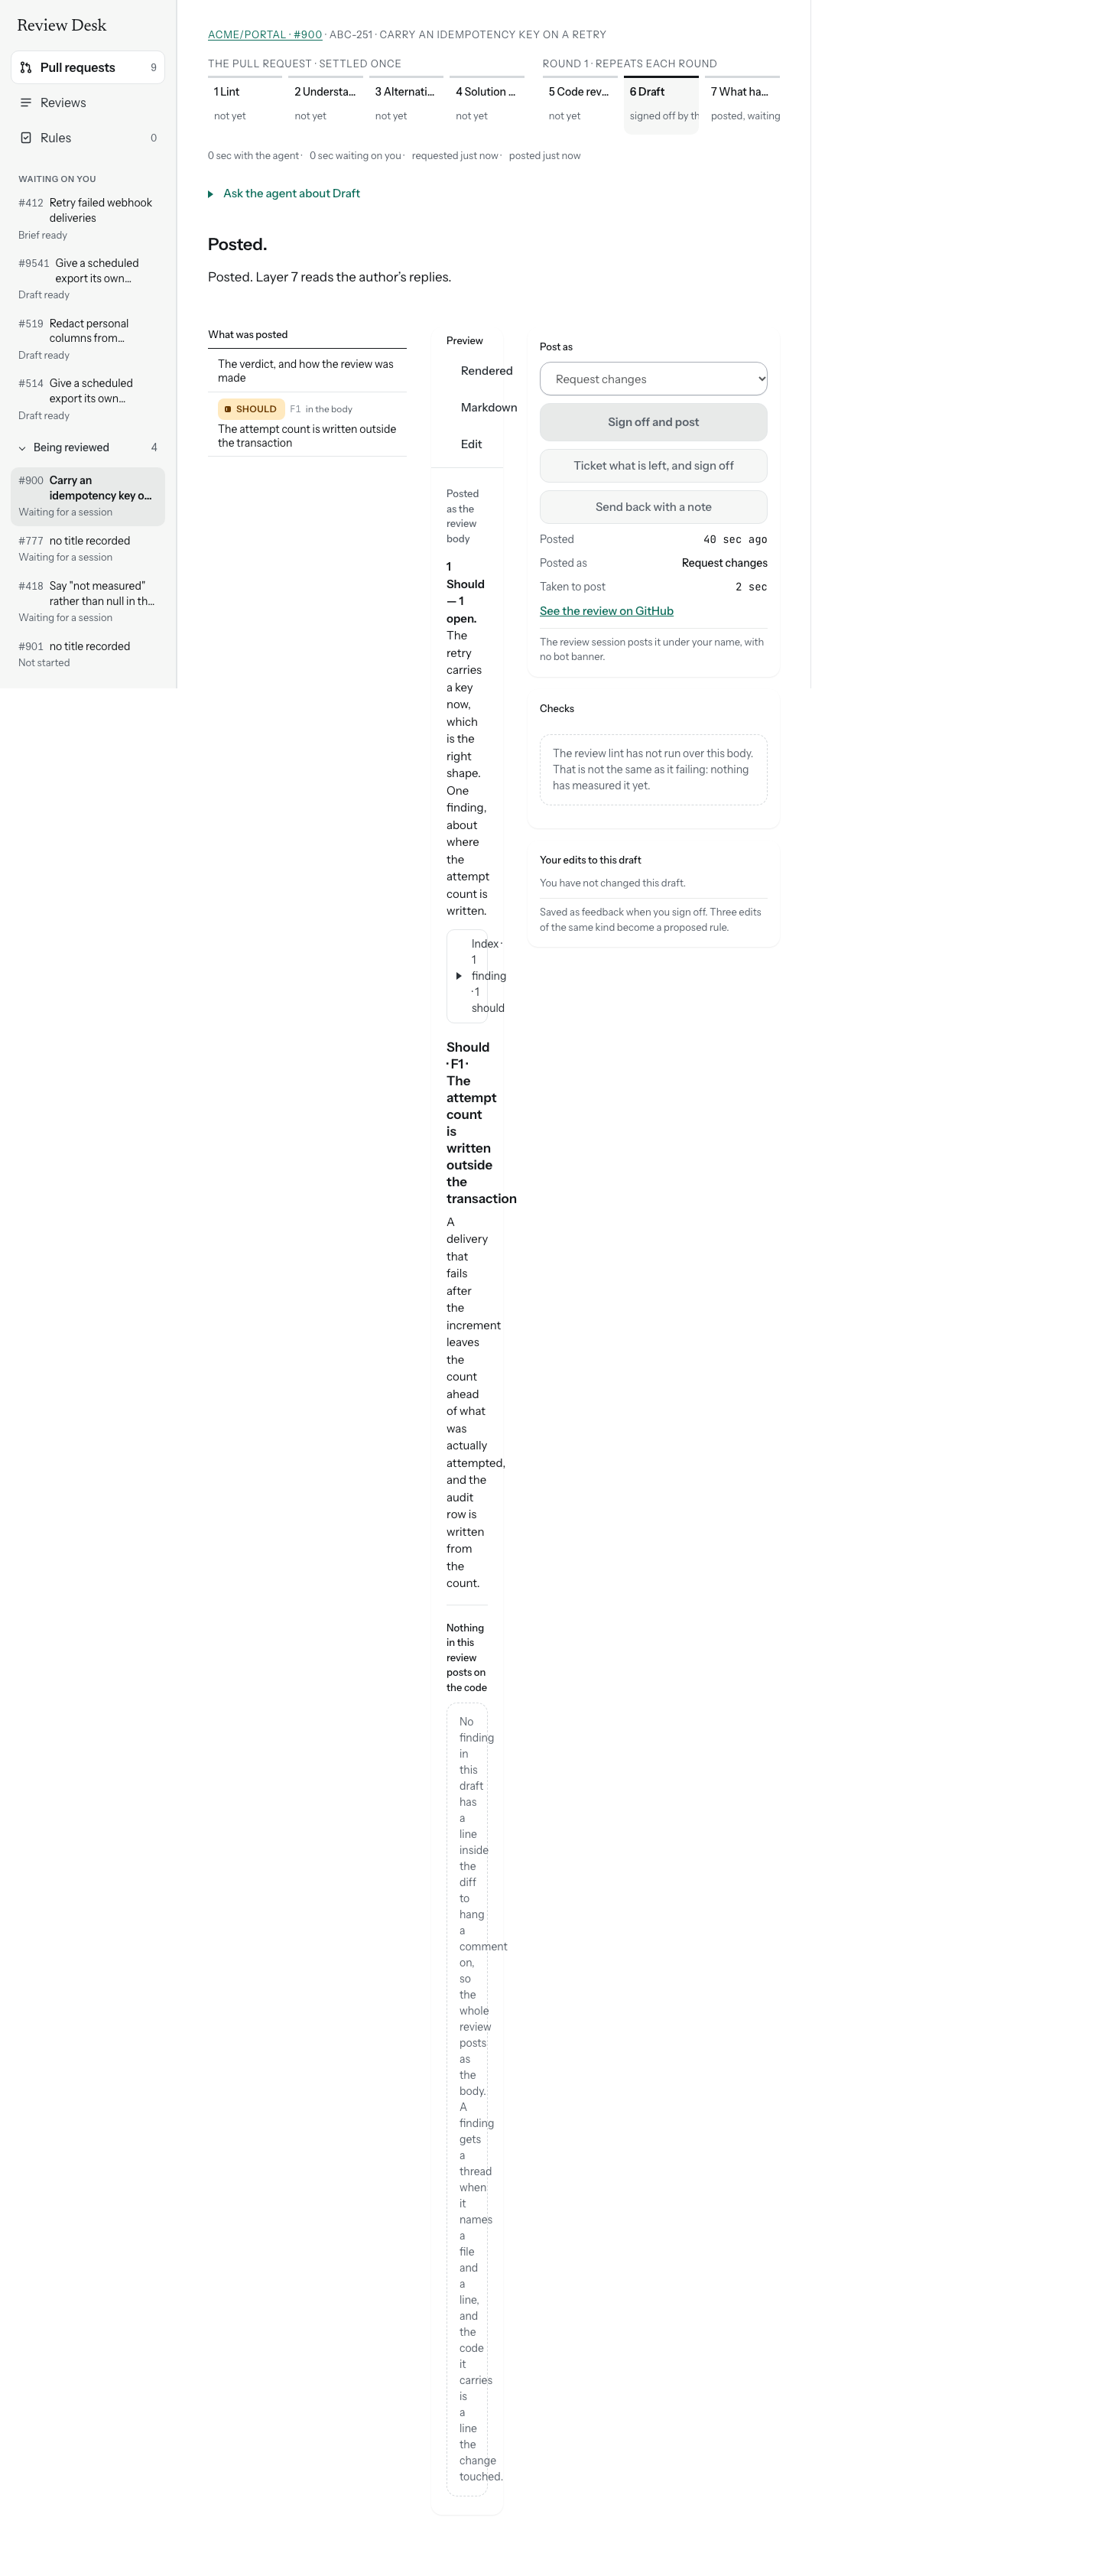 Review Desk
Pull requests 9
Reviews
Rules 0
WAITING ON YOU
#412 Retry failed webhook
deliveries
Brief ready
#9541 Give a scheduled
export its own...
Draft ready
#519 Redact personal
columns from...
Draft ready
#514 Give a scheduled
export its own...
Draft ready
Being reviewed 4
#900 Carry an
idempotency key o...
Waiting for a session
#777 no title recorded
Waiting for a session
#418 Say "not measured"
rather than null in th...
Waiting for a session
#901 no title recorded
Not started
ACME/PORTAL · #900 · ABC-251 · CARRY AN IDEMPOTENCY KEY ON A RETRY
THE PULL REQUEST · SETTLED ONCE
1 Lint
not yet
2 Understa...
not yet
3 Alternati...
not yet
4 Solution ...
not yet
ROUND 1 · REPEATS EACH ROUND
5 Code rev...
not yet
6 Draft
signed off by th
7 What ha...
posted, waiting
0 sec with the agent · 0 sec waiting on you · requested just now · posted just now
Ask the agent about Draft
Posted.
Posted. Layer 7 reads the author's replies.
What was posted
The verdict, and how the review was
made
SHOULD F1 in the body
The attempt count is written outside
the transaction
Preview
Rendered
Markdown
Edit
Posted
as the
review
body
1
Should
— 1
open.
The
retry
carries
a key
now,
which
is the
right
shape.
One
finding,
about
where
the
attempt
count is
written.
Index ·
1
finding
· 1
should
Should
· F1 ·
The
attempt
count
is
written
outside
the
transaction
A
delivery
that
fails
after
the
increment
leaves
the
count
ahead
of what
was
actually
attempted,
and the
audit
row is
written
from
the
count.
Nothing
in this
review
posts on
the code
No
finding
in
this
draft
has
a
line
inside
the
diff
to
hang
a
comment
on,
so
the
whole
review
posts
as
the
body.
A
finding
gets
a
thread
when
it
names
a
file
and
a
line,
and
the
code
it
carries
is
a
line
the
change
touched.
Post as
Request changes
Sign off and post
Ticket what is left, and sign off
Send back with a note
Posted 40 sec ago
Posted as Request changes
Taken to post 2 sec
See the review on GitHub
The review session posts it under your name, with
no bot banner.
Checks
The review lint has not run over this body.
That is not the same as it failing: nothing
has measured it yet.
Your edits to this draft
You have not changed this draft.
Saved as feedback when you sign off. Three edits
of the same kind become a proposed rule.